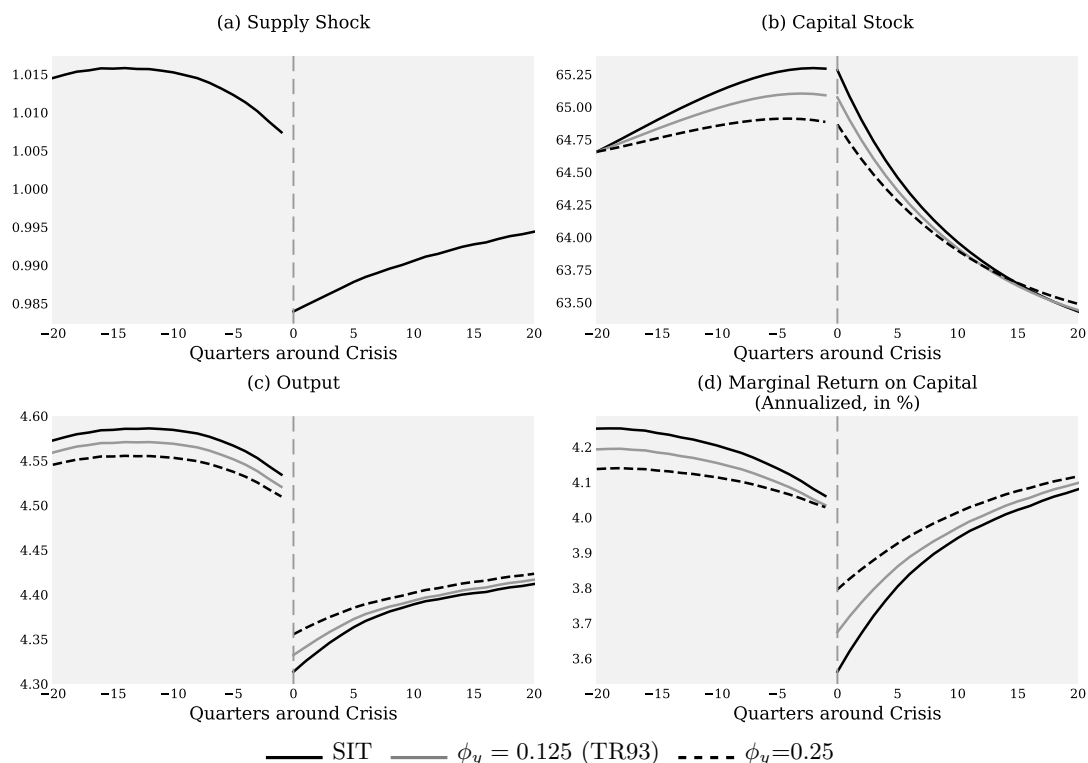 (a) Supply Shock
1.015
1.010
1.005
1.000
0.995
0.990
0.985
−20 −15 −10 −5 0 5 10 15 20
Quarters around Crisis
(b) Capital Stock
65.25
65.00
64.75
64.50
64.25
64.00
63.75
63.50
−20 −15 −10 −5 0 5 10 15 20
Quarters around Crisis
(c) Output
4.60
4.55
4.50
4.45
4.40
4.35
4.30
−20 −15 −10 −5 0 5 10 15 20
Quarters around Crisis
(d) Marginal Return on Capital
(Annualized, in %)
4.2
4.1
4.0
3.9
3.8
3.7
3.6
−20 −15 −10 −5 0 5 10 15 20
Quarters around Crisis
SIT ϕ_y = 0.125 (TR93) ϕ_y=0.25